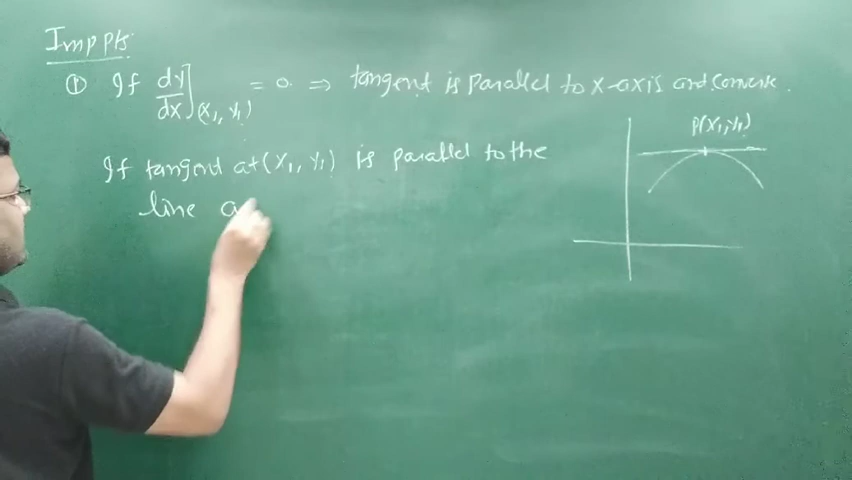 Imp pts
① If dy/dx](x₁, y₁) = 0 ⇒ tangent is parallel to x-axis and converse.
P(x₁, y₁)
If tangent at (x₁, y₁) is parallel to the
line a